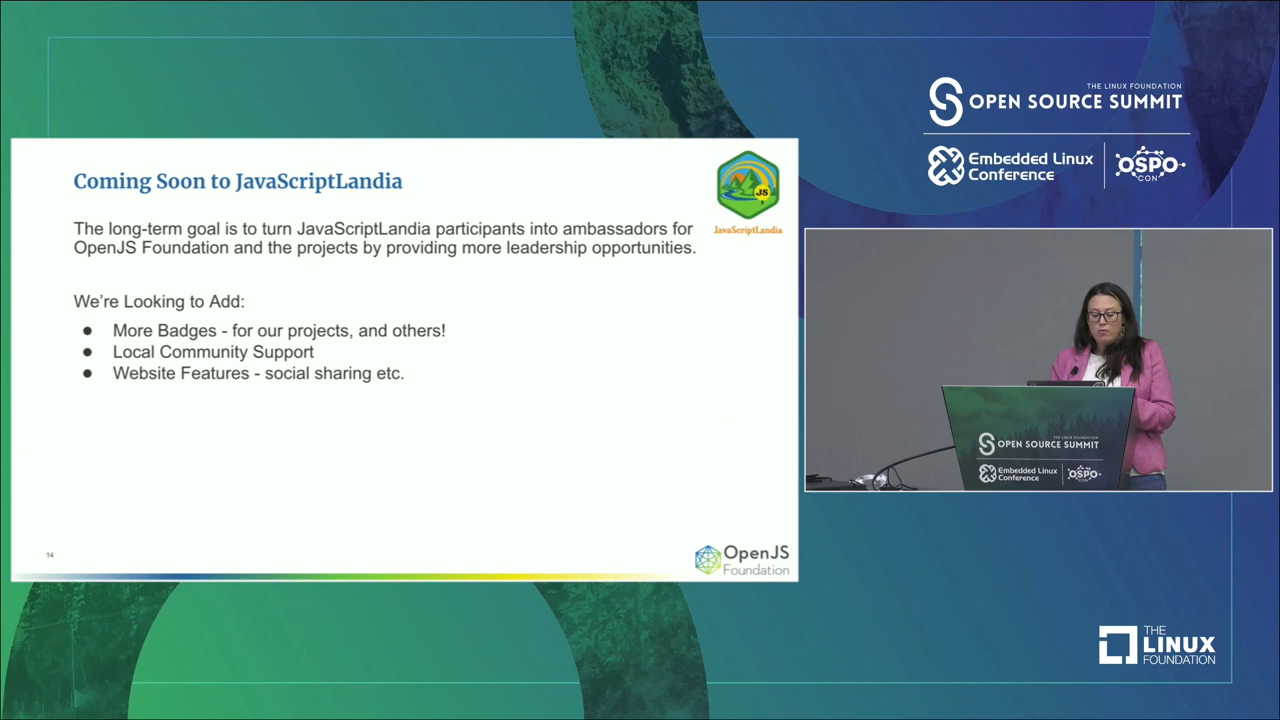 THE LINUX FOUNDATION
OPEN SOURCE SUMMIT
Embedded Linux
Conference
OSPO
CON
Coming Soon to JavaScriptLandia
JS
JavaScriptLandia
The long-term goal is to turn JavaScriptLandia participants into ambassadors for
OpenJS Foundation and the projects by providing more leadership opportunities.
We're Looking to Add:
● More Badges - for our projects, and others!
● Local Community Support
● Website Features - social sharing etc.
14
OpenJS
Foundation
THE LINUX FOUNDATION
OPEN SOURCE SUMMIT
Embedded Linux
Conference
OSPO
CON
THE
LINUX
FOUNDATION